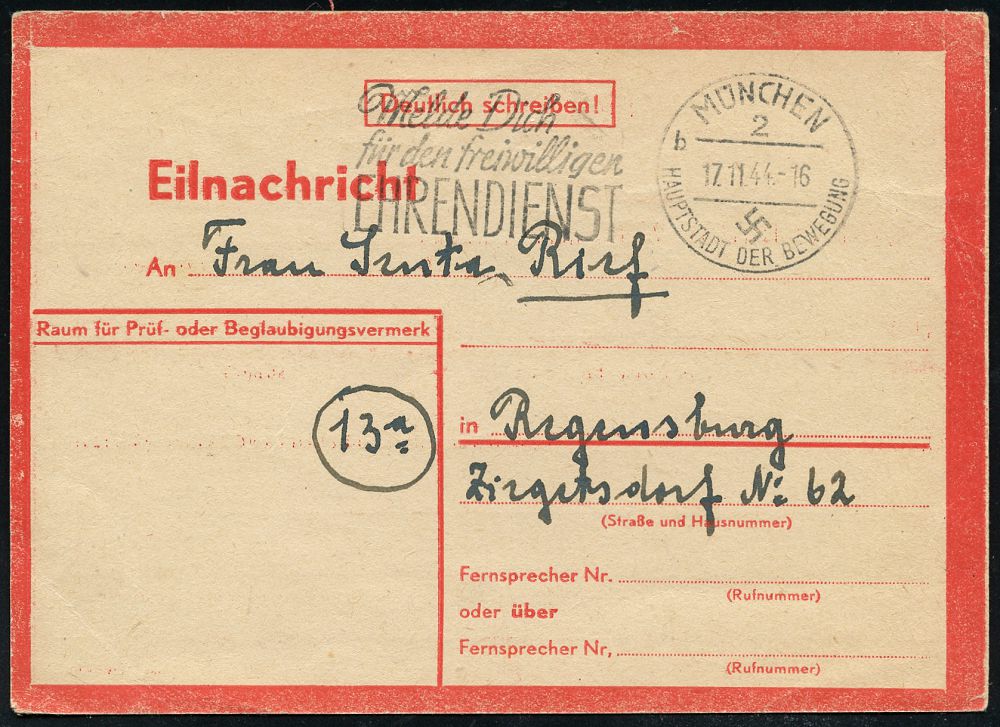 Deutlich schreiben!
Melde Dich
für den freiwilligen
EHRENDIENST
MÜNCHEN
2
b
17.11.44.-16
HAUPTSTADT DER BEWEGUNG
Eilnachricht
An Frau Rief
Raum für Prüf- oder Beglaubigungsvermerk
13a
in Regensburg
Ziegetsdorf No 62
(Straße und Hausnummer)
Fernsprecher Nr.
(Rufnummer)
oder über
Fernsprecher Nr,
(Rufnummer)